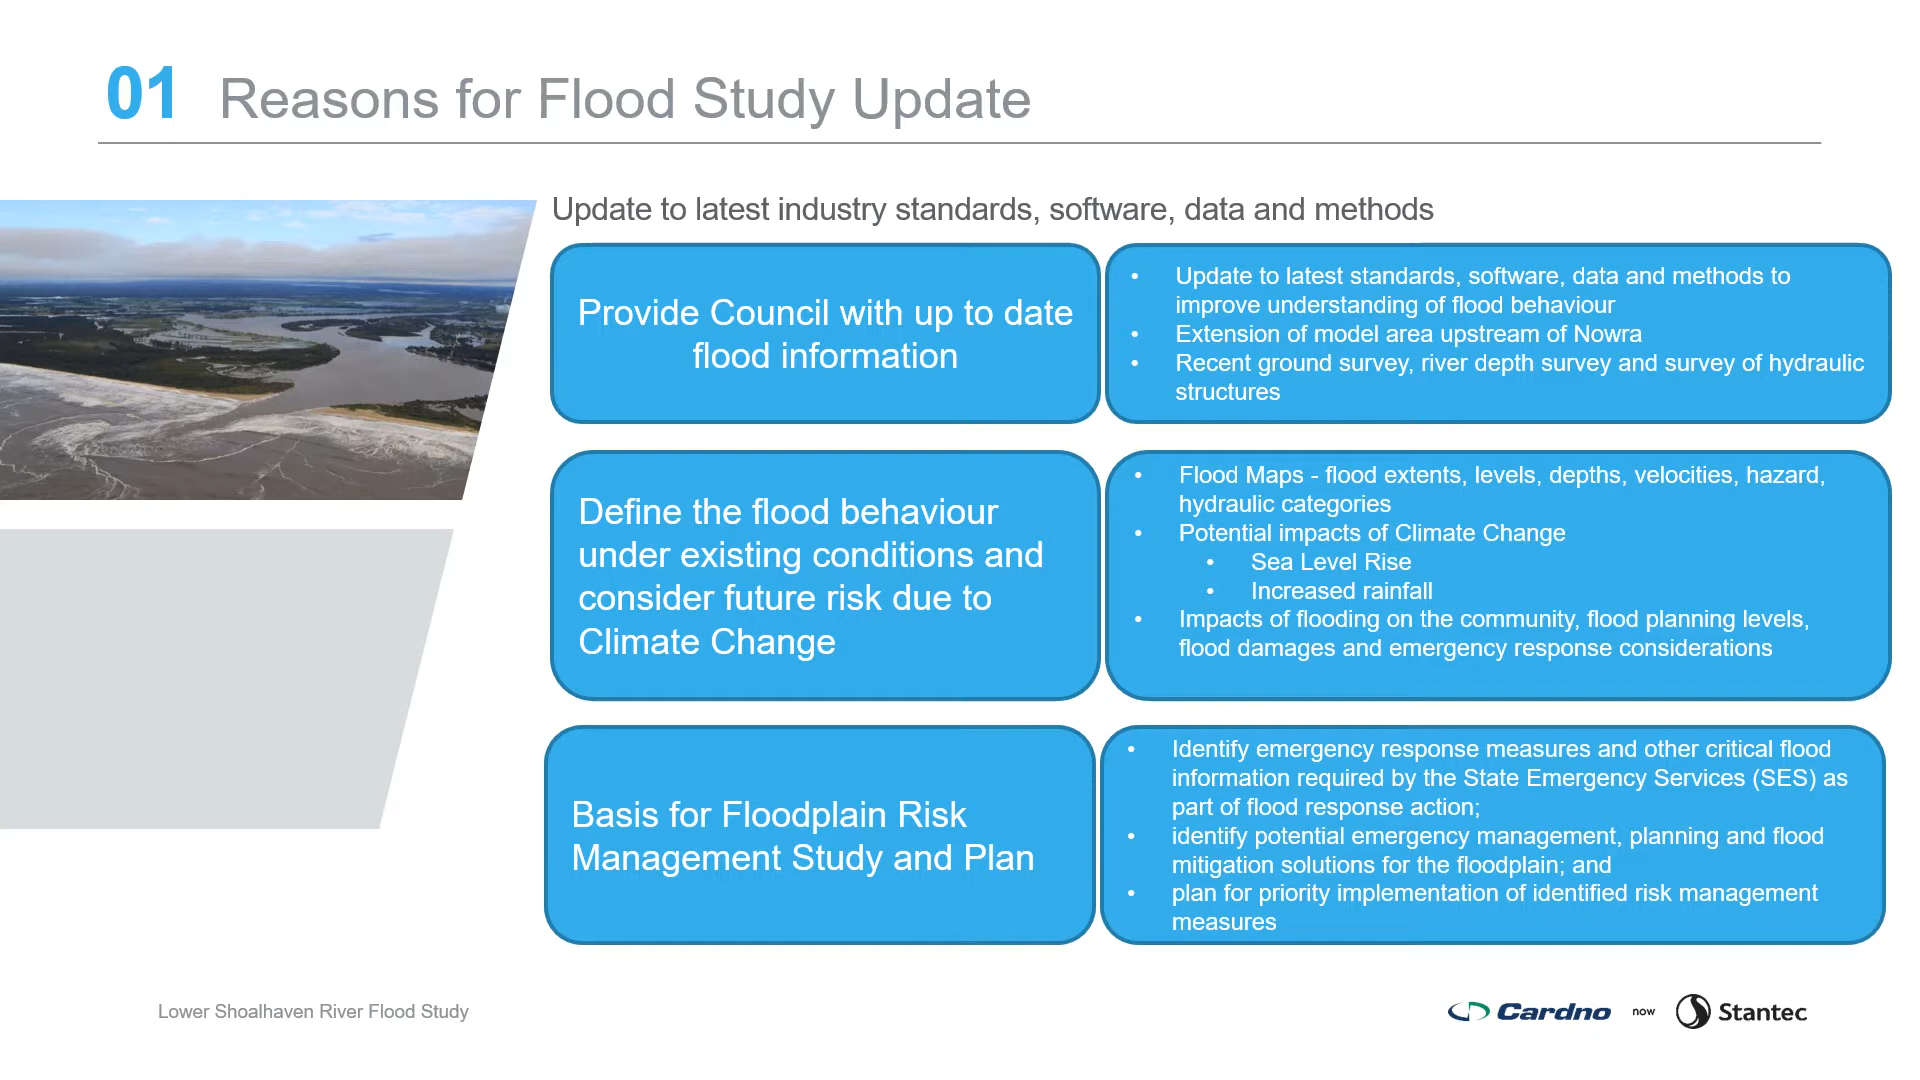 01 Reasons for Flood Study Update
Update to latest industry standards, software, data and methods
Provide Council with up to date
flood information
• Update to latest standards, software, data and methods to
improve understanding of flood behaviour
• Extension of model area upstream of Nowra
• Recent ground survey, river depth survey and survey of hydraulic
structures
Define the flood behaviour
under existing conditions and
consider future risk due to
Climate Change
• Flood Maps - flood extents, levels, depths, velocities, hazard,
hydraulic categories
• Potential impacts of Climate Change
• Sea Level Rise
• Increased rainfall
• Impacts of flooding on the community, flood planning levels,
flood damages and emergency response considerations
Basis for Floodplain Risk
Management Study and Plan
• Identify emergency response measures and other critical flood
information required by the State Emergency Services (SES) as
part of flood response action;
• identify potential emergency management, planning and flood
mitigation solutions for the floodplain; and
• plan for priority implementation of identified risk management
measures
Lower Shoalhaven River Flood Study
Cardno now Stantec